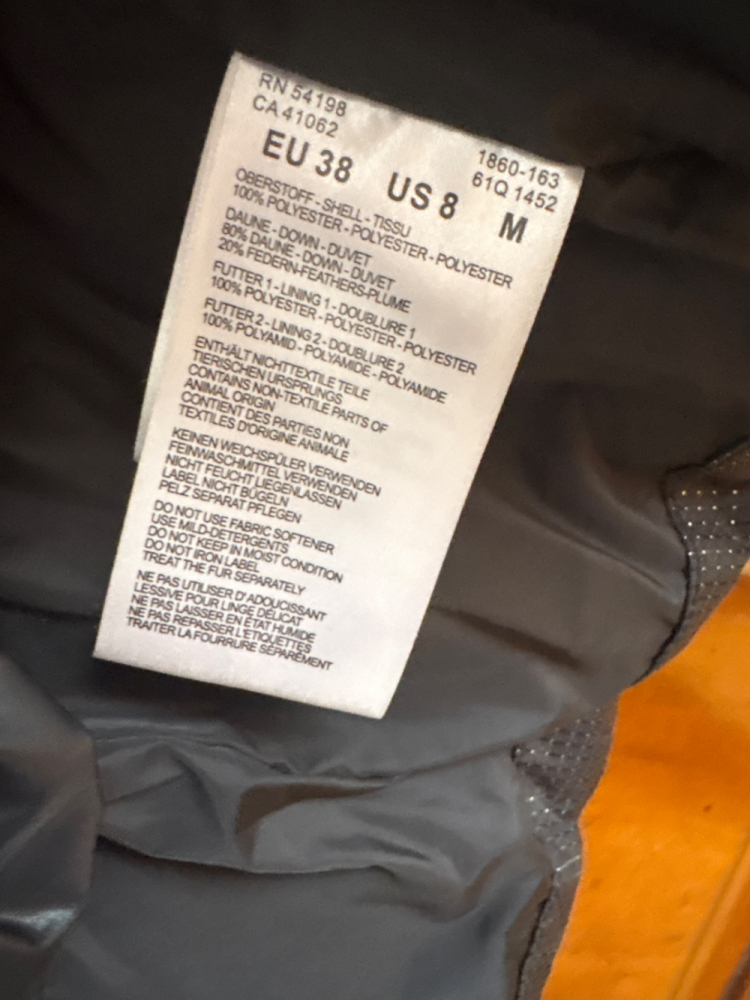 RN 54198
CA 41062
1860-163
61Q 1452
EU 38 US 8 M
OBERSTOFF - SHELL - TISSU
100% POLYESTER - POLYESTER - POLYESTER
DAUNE - DOWN - DUVET
80% DAUNE - DOWN - DUVET
20% FEDERN-FEATHERS-PLUME
FUTTER 1 - LINING 1 - DOUBLURE 1
100% POLYESTER - POLYESTER - POLYESTER
FUTTER 2 - LINING 2 - DOUBLURE 2
100% POLYAMID - POLYAMIDE - POLYAMIDE
ENTHÄLT NICHTTEXTILE TEILE
TIERISCHEN URSPRUNGS
CONTAINS NON-TEXTILE PARTS OF
ANIMAL ORIGIN
CONTIENT DES PARTIES NON
TEXTILES D'ORIGINE ANIMALE
KEINEN WEICHSPÜLER VERWENDEN
FEINWASCHMITTEL VERWENDEN
NICHT FEUCHT LIEGENLASSEN
LABEL NICHT BÜGELN
PELZ SEPARAT PFLEGEN
DO NOT USE FABRIC SOFTENER
USE MILD-DETERGENTS
DO NOT KEEP IN MOIST CONDITION
DO NOT IRON LABEL
TREAT THE FUR SEPARATELY
NE PAS UTILISER D'ADOUCISSANT
LESSIVE POUR LINGE DÉLICAT
NE PAS LAISSER EN ÉTAT HUMIDE
NE PAS REPASSER L'ETIQUETTES
TRAITER LA FOURRURE SÉPARÉMENT